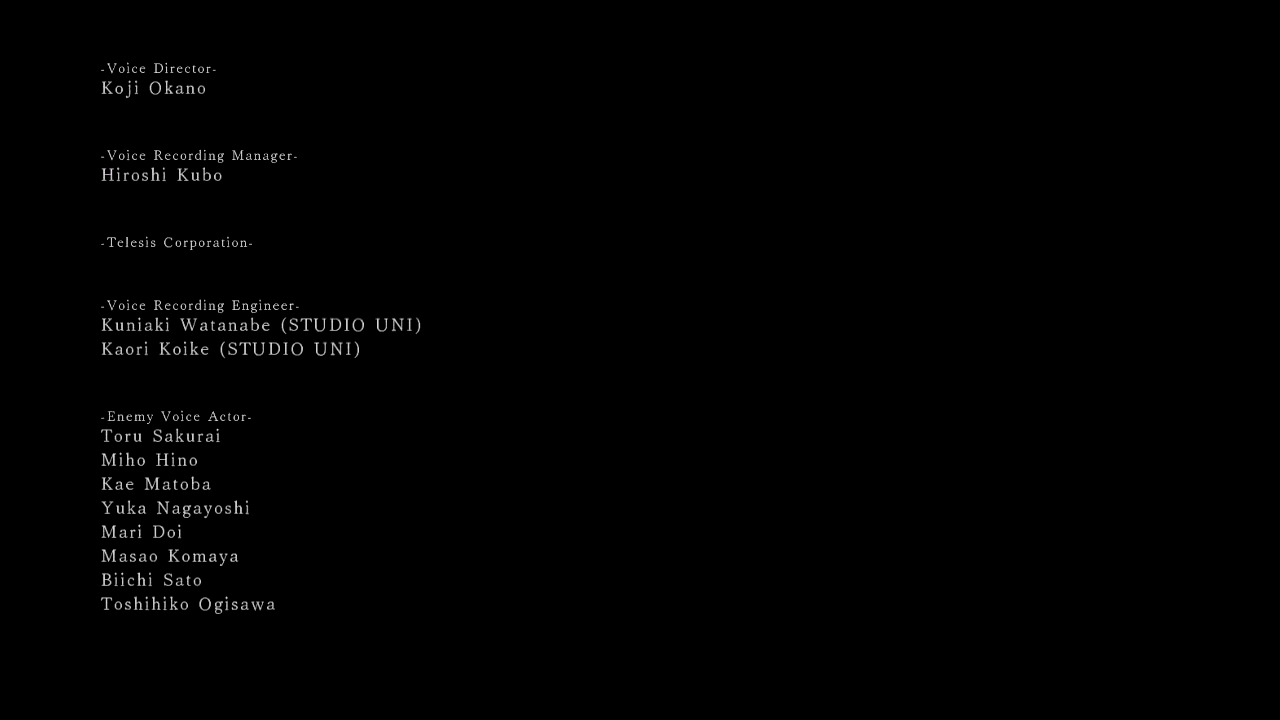 -Voice Director-
Koji Okano
-Voice Recording Manager-
Hiroshi Kubo
-Telesis Corporation-
-Voice Recording Engineer-
Kuniaki Watanabe (STUDIO UNI)
Kaori Koike (STUDIO UNI)
-Enemy Voice Actor-
Toru Sakurai
Miho Hino
Kae Matoba
Yuka Nagayoshi
Mari Doi
Masao Komaya
Biichi Sato
Toshihiko Ogisawa